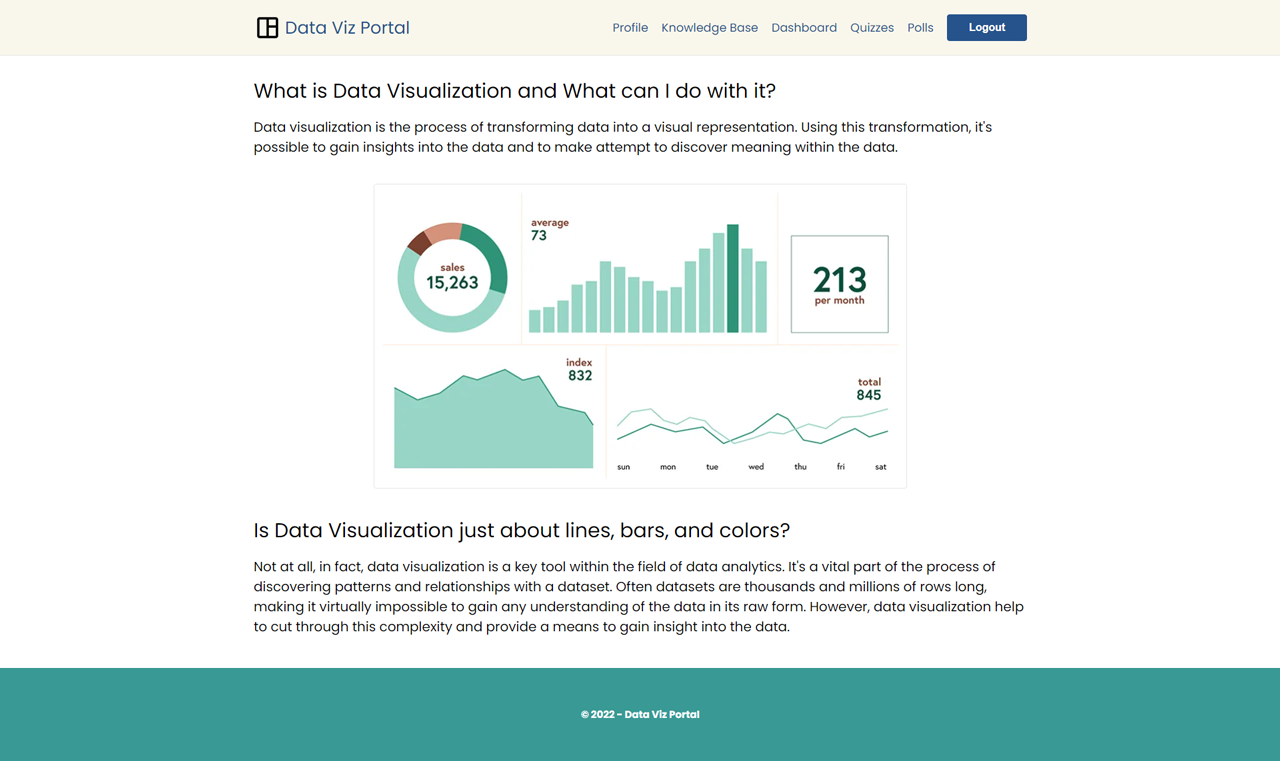 Data Viz Portal
Profile Knowledge Base Dashboard Quizzes Polls Logout
What is Data Visualization and What can I do with it?
Data visualization is the process of transforming data into a visual representation. Using this transformation, it's
possible to gain insights into the data and to make attempt to discover meaning within the data.
sales
15,263
average
73
213
per month
index
832
total
845
sun mon tue wed thu fri sat
Is Data Visualization just about lines, bars, and colors?
Not at all, in fact, data visualization is a key tool within the field of data analytics. It's a vital part of the process of
discovering patterns and relationships with a dataset. Often datasets are thousands and millions of rows long,
making it virtually impossible to gain any understanding of the data in its raw form. However, data visualization help
to cut through this complexity and provide a means to gain insight into the data.
© 2022 - Data Viz Portal